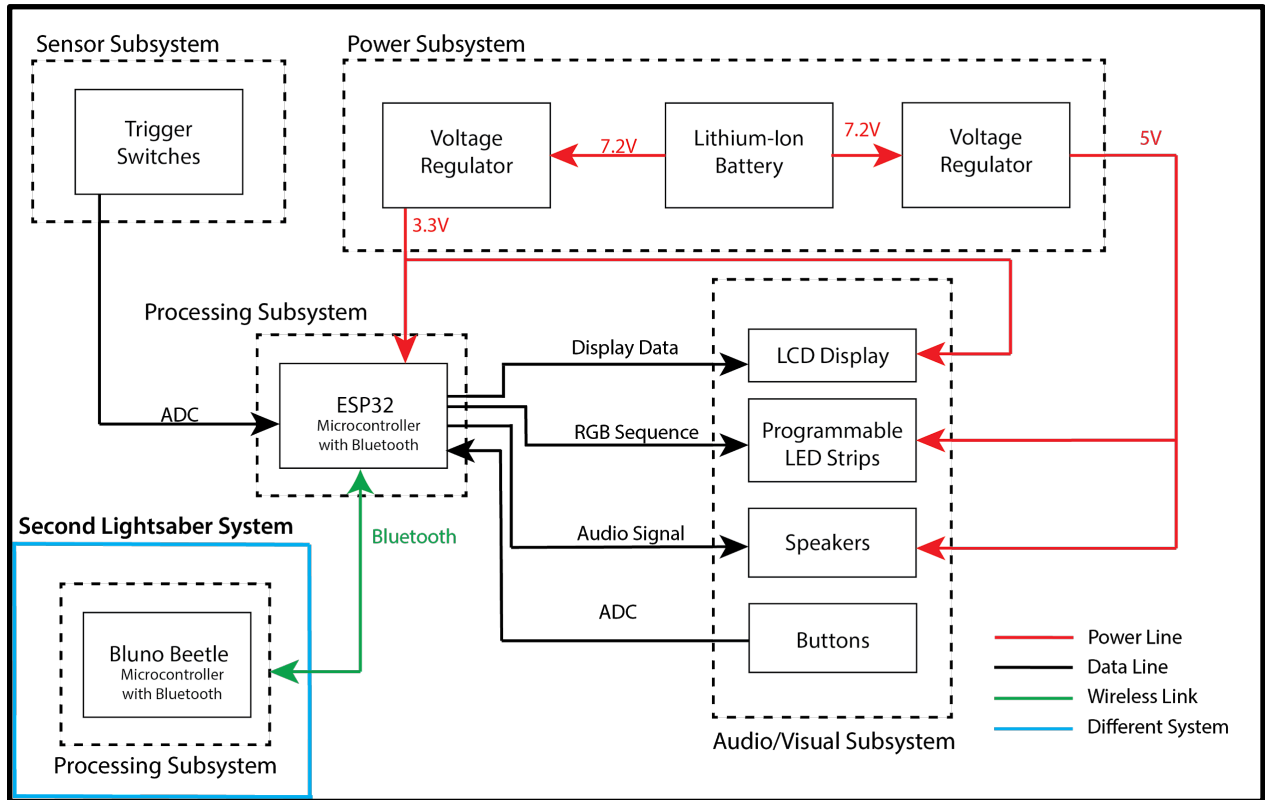 Sensor Subsystem
Power Subsystem
Trigger
Switches
Voltage
Regulator
7.2V
Lithium-Ion
Battery
7.2V
Voltage
Regulator
5V
3.3V
Processing Subsystem
ESP32
Microcontroller
with Bluetooth
ADC
Display Data
LCD Display
RGB Sequence
Programmable
LED Strips
Audio Signal
Speakers
ADC
Buttons
Bluetooth
Second Lightsaber System
Bluno Beetle
Microcontroller
with Bluetooth
Processing Subsystem
Audio/Visual Subsystem
Power Line
Data Line
Wireless Link
Different System